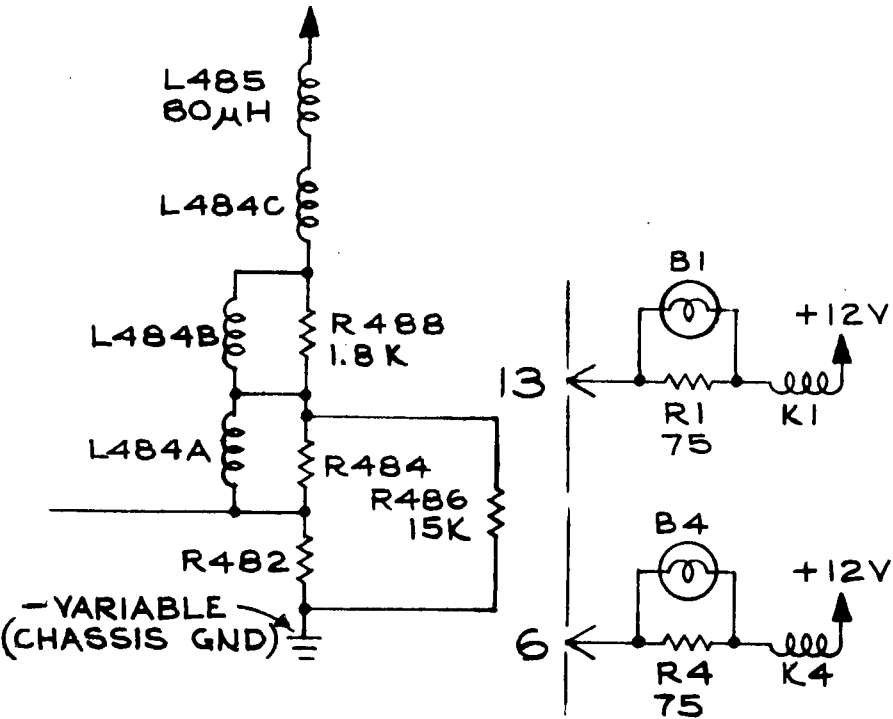 L485
80µH
L484C
L484B
R488
1.8K
L484A
R484
R486
15K
R482
-VARIABLE
(CHASSIS GND)
B1
+12V
13
R1
75
K1
B4
+12V
6
R4
75
K4